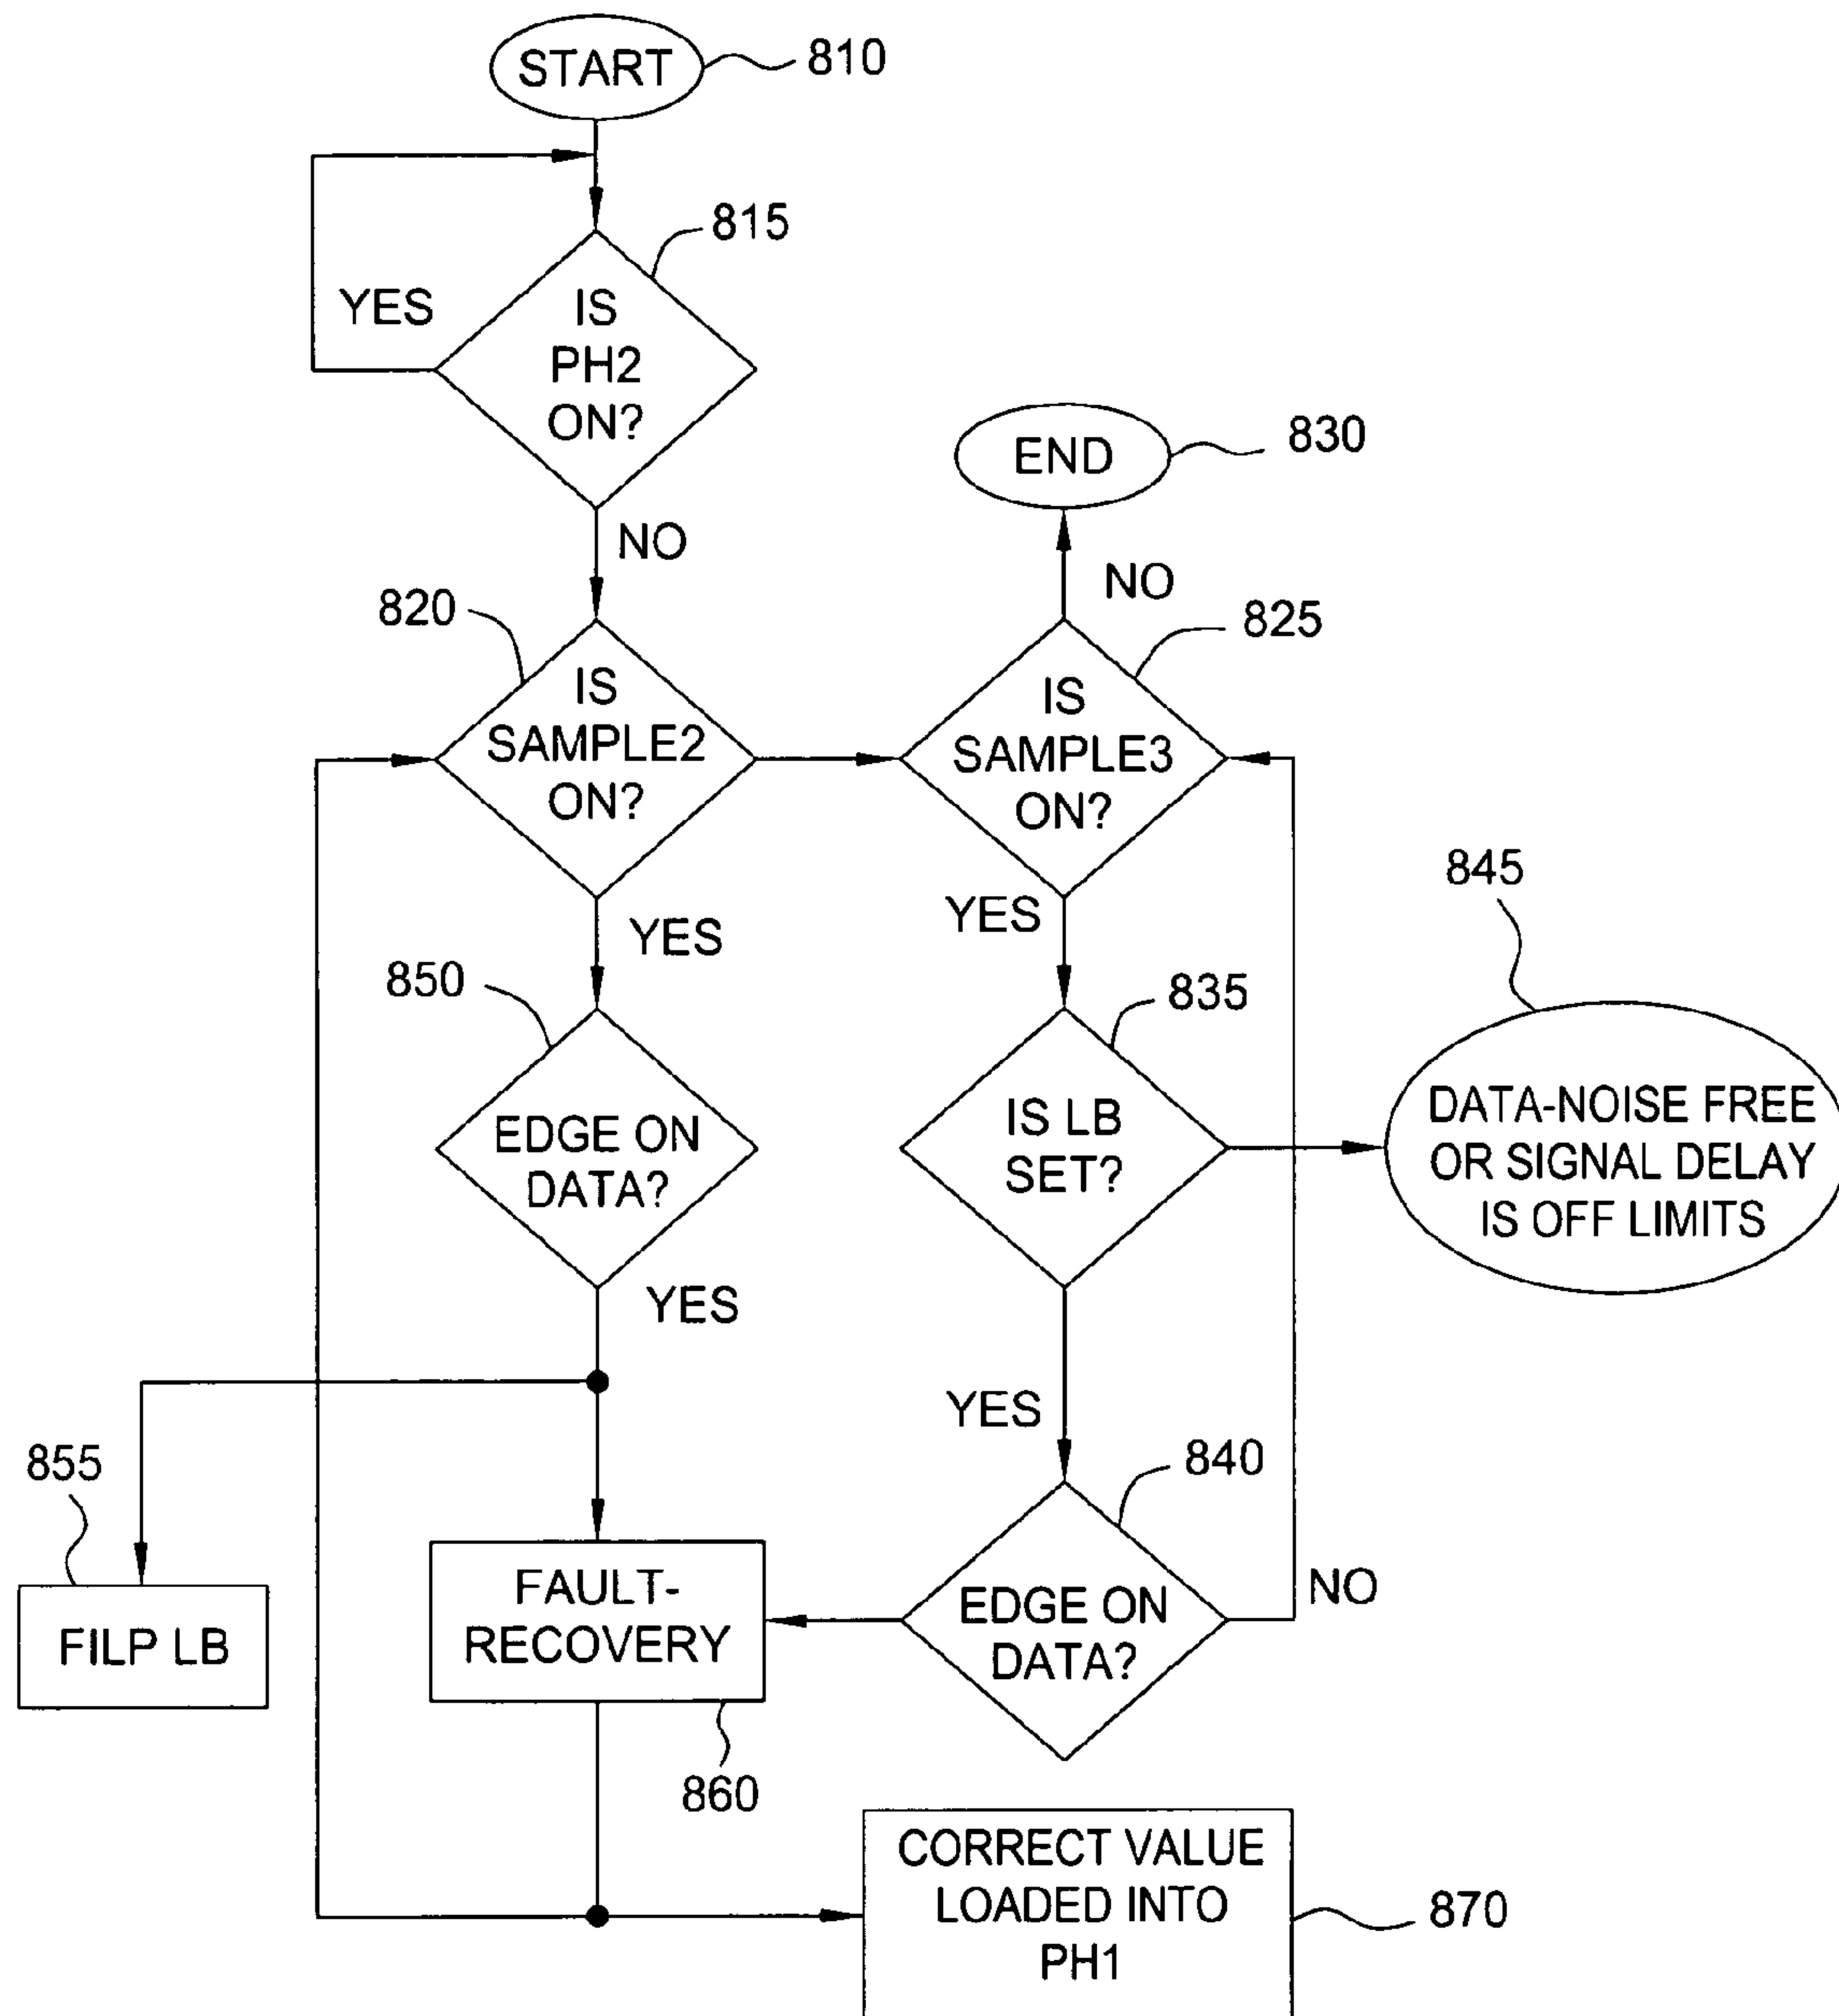 START
810
815
YES
IS
PH2
ON?
END
830
NO
NO
820
825
IS
SAMPLE2
ON?
IS
SAMPLE3
ON?
845
YES
YES
850
835
EDGE ON
DATA?
IS LB
SET?
DATA-NOISE FREE
OR SIGNAL DELAY
IS OFF LIMITS
YES
YES
855
840
FILP LB
FAULT-
RECOVERY
EDGE ON
DATA?
NO
860
CORRECT VALUE
LOADED INTO
PH1
870